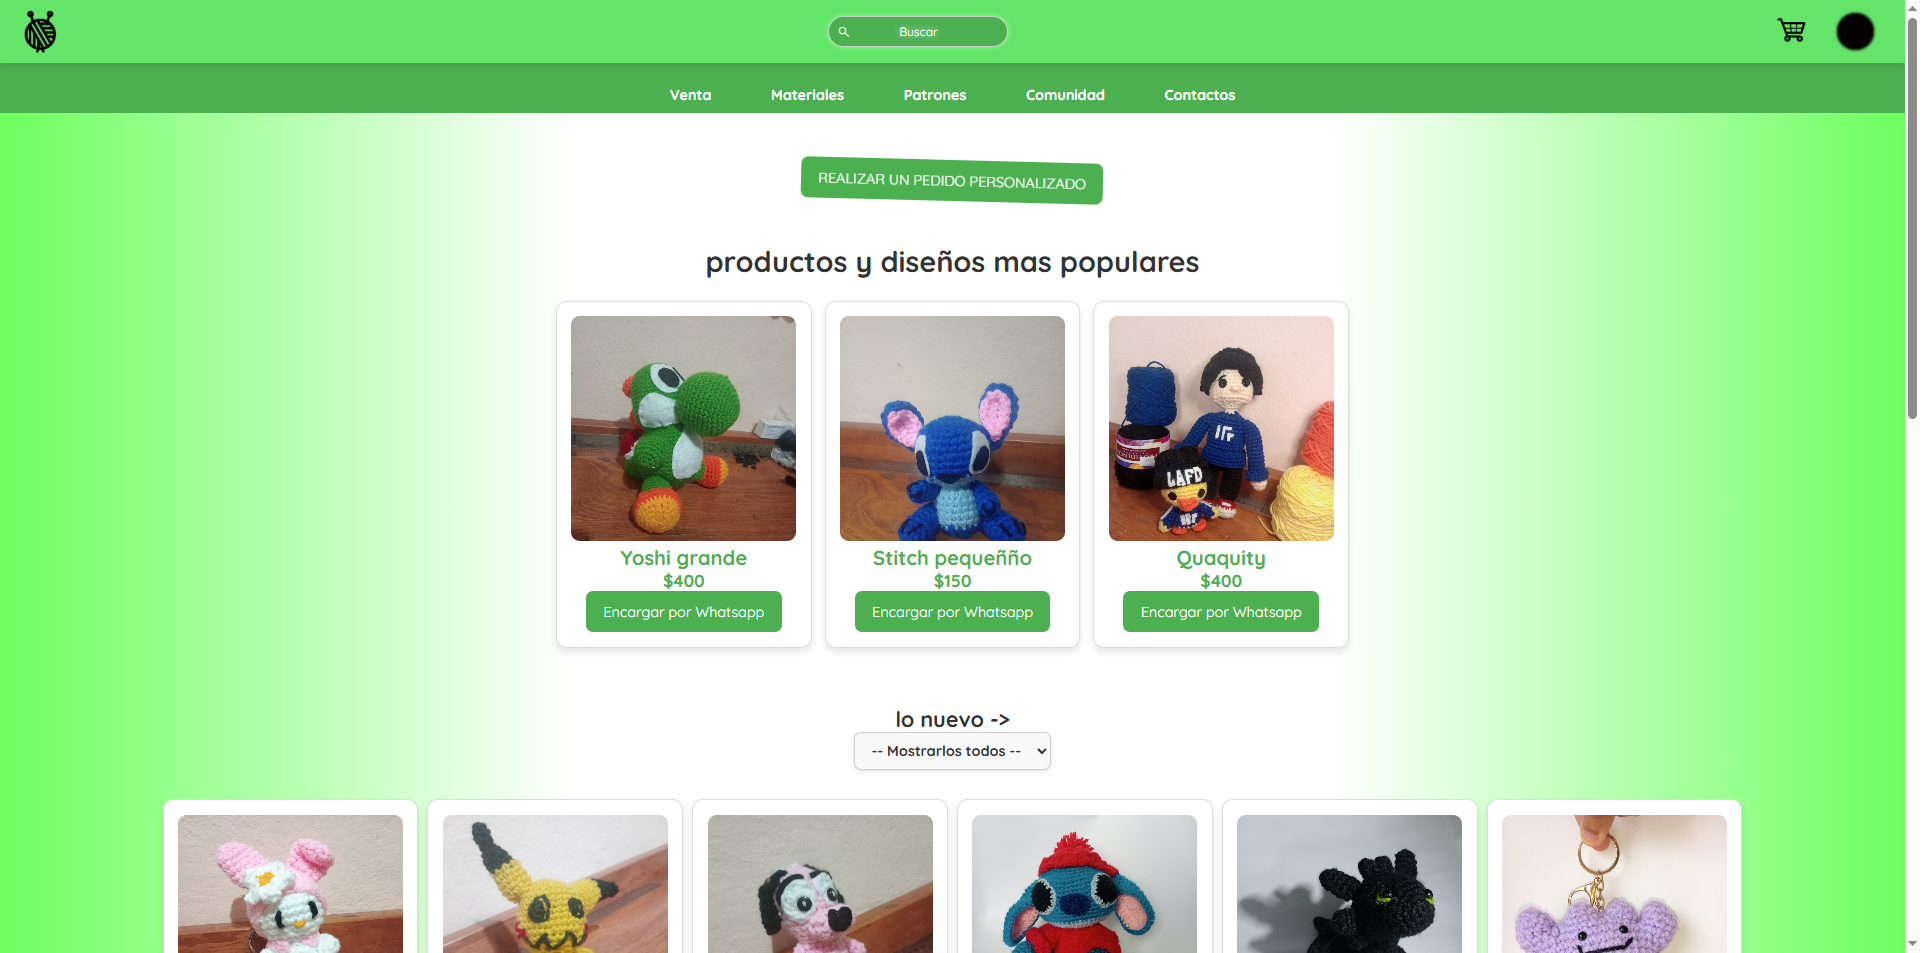 Buscar
Venta Materiales Patrones Comunidad Contactos
REALIZAR UN PEDIDO PERSONALIZADO
productos y diseños mas populares
LAFD
Yoshi grande
$400
Encargar por Whatsapp
Stitch pequeñño
$150
Encargar por Whatsapp
Quaquity
$400
Encargar por Whatsapp
lo nuevo ->
-- Mostrarlos todos --